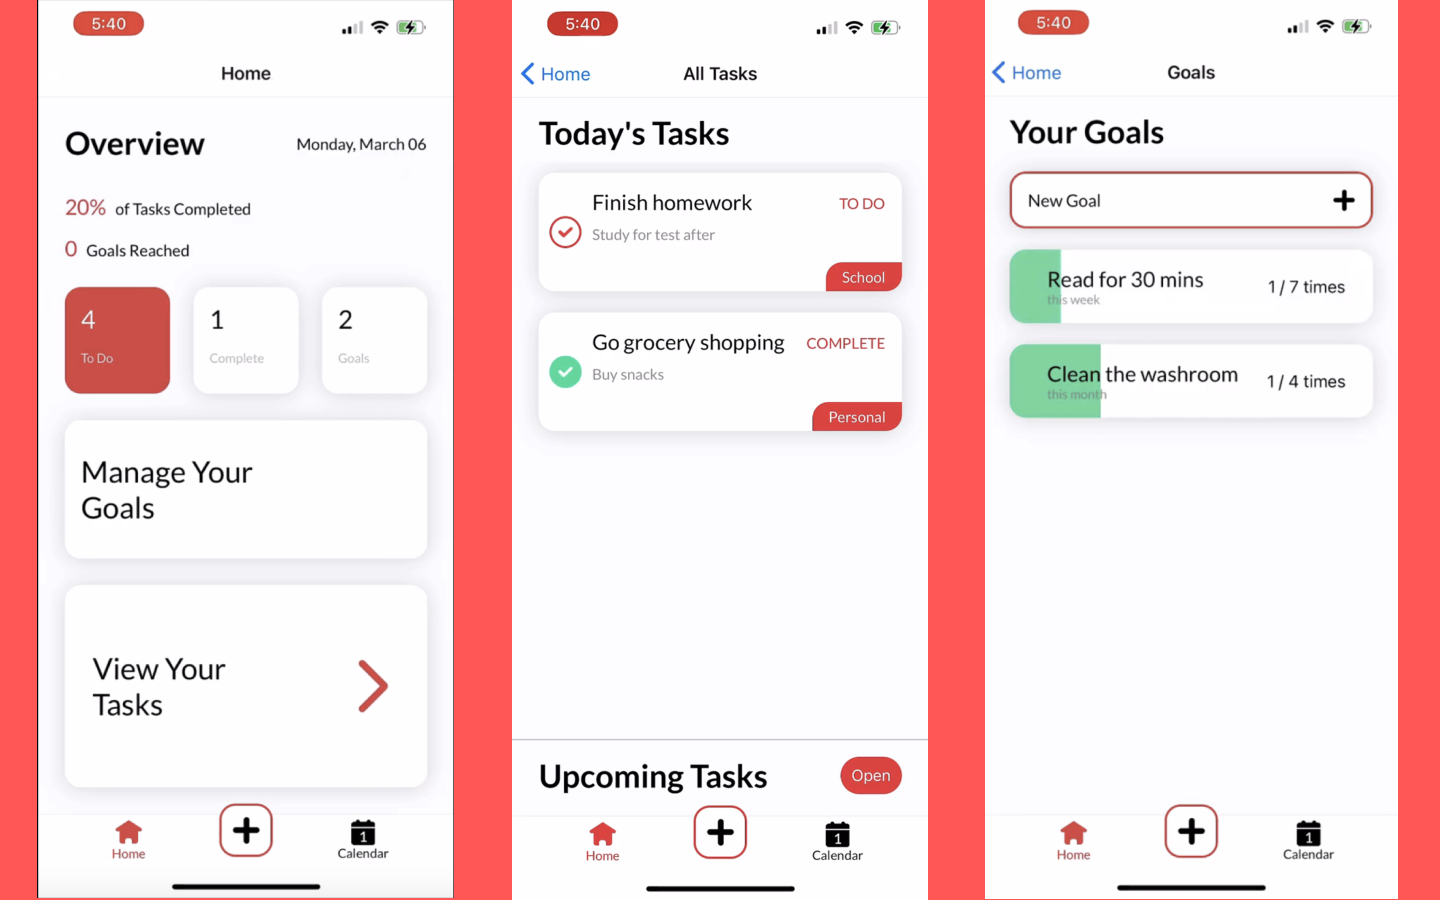 5:40
Home
Overview
Monday, March 06
20% of Tasks Completed
0 Goals Reached
4
To Do
1
Complete
2
Goals
Manage Your
Goals
View Your
Tasks
Home
1
Calendar
5:40
Home
All Tasks
Today's Tasks
Finish homework
TO DO
Study for test after
School
Go grocery shopping
COMPLETE
Buy snacks
Personal
Upcoming Tasks
Open
Home
1
Calendar
5:40
Home
Goals
Your Goals
New Goal
Read for 30 mins
this week
1 / 7 times
Clean the washroom
this month
1 / 4 times
Home
1
Calendar